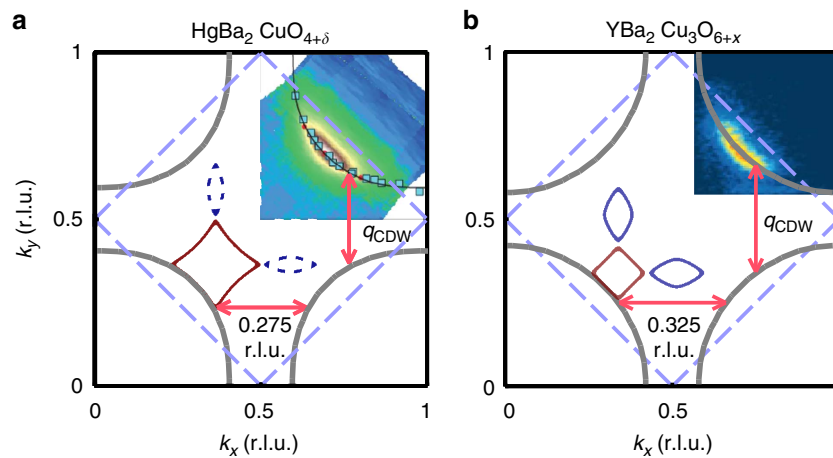 a
HgBa2 CuO4+δ
1
0.5
0
ky (r.l.u.)
qCDW
0.275
r.l.u.
0
0.5
1
kx (r.l.u.)
b
YBa2 Cu3O6+x
1
0.5
0
qCDW
0.325
r.l.u.
0
0.5
kx (r.l.u.)